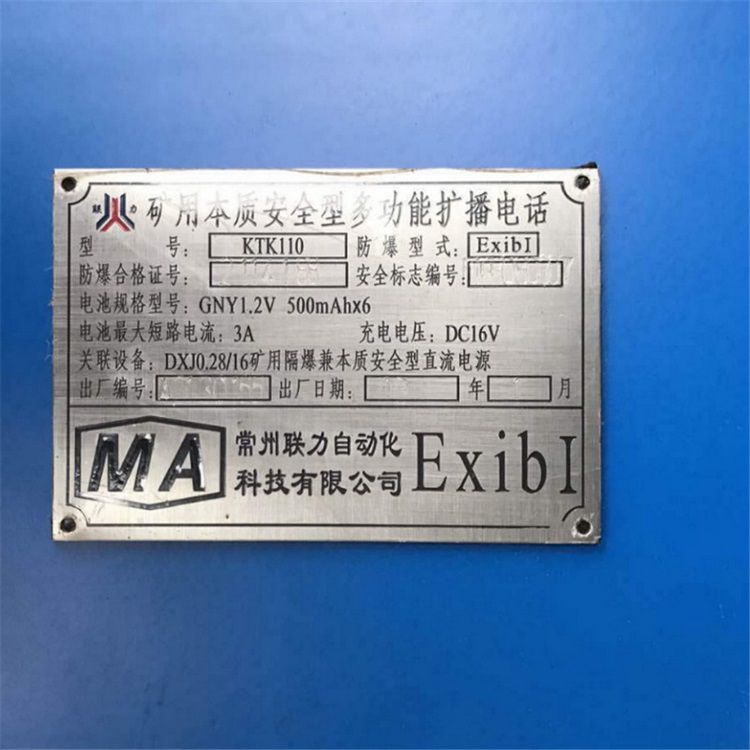 联 力 矿用本质安全型多功能扩播电话
型 号: KTK110 防爆型式: ExibI
防爆合格证号: 安全标志编号:
电池规格型号: GNY1.2V 500mAhx6
电池最大短路电流: 3A 充电电压: DC16V
关联设备: DXJ0.28/16矿用隔爆兼本质安全型直流电源
出厂编号: 出厂日期: 年 月
MA 常州联力自动化 ExibI
科技有限公司